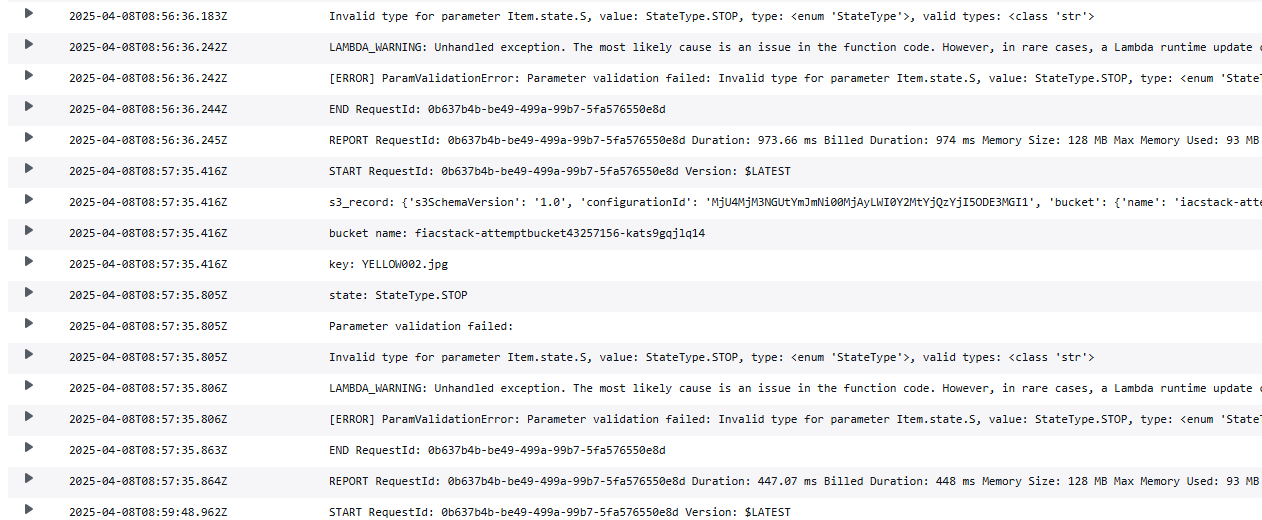 2025-04-08T08:56:36.183Z Invalid type for parameter Item.state.S, value: StateType.STOP, type: <enum 'StateType'>, valid types: <class 'str'>
2025-04-08T08:56:36.242Z LAMBDA_WARNING: Unhandled exception. The most likely cause is an issue in the function code. However, in rare cases, a Lambda runtime update
2025-04-08T08:56:36.242Z [ERROR] ParamValidationError: Parameter validation failed: Invalid type for parameter Item.state.S, value: StateType.STOP, type: <enum 'StateT
2025-04-08T08:56:36.244Z END RequestId: 0b637b4b-be49-499a-99b7-5fa576550e8d
2025-04-08T08:56:36.245Z REPORT RequestId: 0b637b4b-be49-499a-99b7-5fa576550e8d Duration: 973.66 ms Billed Duration: 974 ms Memory Size: 128 MB Max Memory Used: 93 MB
2025-04-08T08:57:35.416Z START RequestId: 0b637b4b-be49-499a-99b7-5fa576550e8d Version: $LATEST
2025-04-08T08:57:35.416Z s3_record: {'s3SchemaVersion': '1.0', 'configurationId': 'MjU4MjM3NGUtYmJmNi00MjAyLWI0Y2MtYjQzYjI5ODE3MGI1', 'bucket': {'name': 'iacstack-atte
2025-04-08T08:57:35.416Z bucket name: fiacstack-attemptbucket43257156-kats9gqjlq14
2025-04-08T08:57:35.416Z key: YELLOW002.jpg
2025-04-08T08:57:35.805Z state: StateType.STOP
2025-04-08T08:57:35.805Z Parameter validation failed:
2025-04-08T08:57:35.805Z Invalid type for parameter Item.state.S, value: StateType.STOP, type: <enum 'StateType'>, valid types: <class 'str'>
2025-04-08T08:57:35.806Z LAMBDA_WARNING: Unhandled exception. The most likely cause is an issue in the function code. However, in rare cases, a Lambda runtime update
2025-04-08T08:57:35.806Z [ERROR] ParamValidationError: Parameter validation failed: Invalid type for parameter Item.state.S, value: StateType.STOP, type: <enum 'StateT
2025-04-08T08:57:35.863Z END RequestId: 0b637b4b-be49-499a-99b7-5fa576550e8d
2025-04-08T08:57:35.864Z REPORT RequestId: 0b637b4b-be49-499a-99b7-5fa576550e8d Duration: 447.07 ms Billed Duration: 448 ms Memory Size: 128 MB Max Memory Used: 93 MB
2025-04-08T08:59:48.962Z START RequestId: 0b637b4b-be49-499a-99b7-5fa576550e8d Version: $LATEST